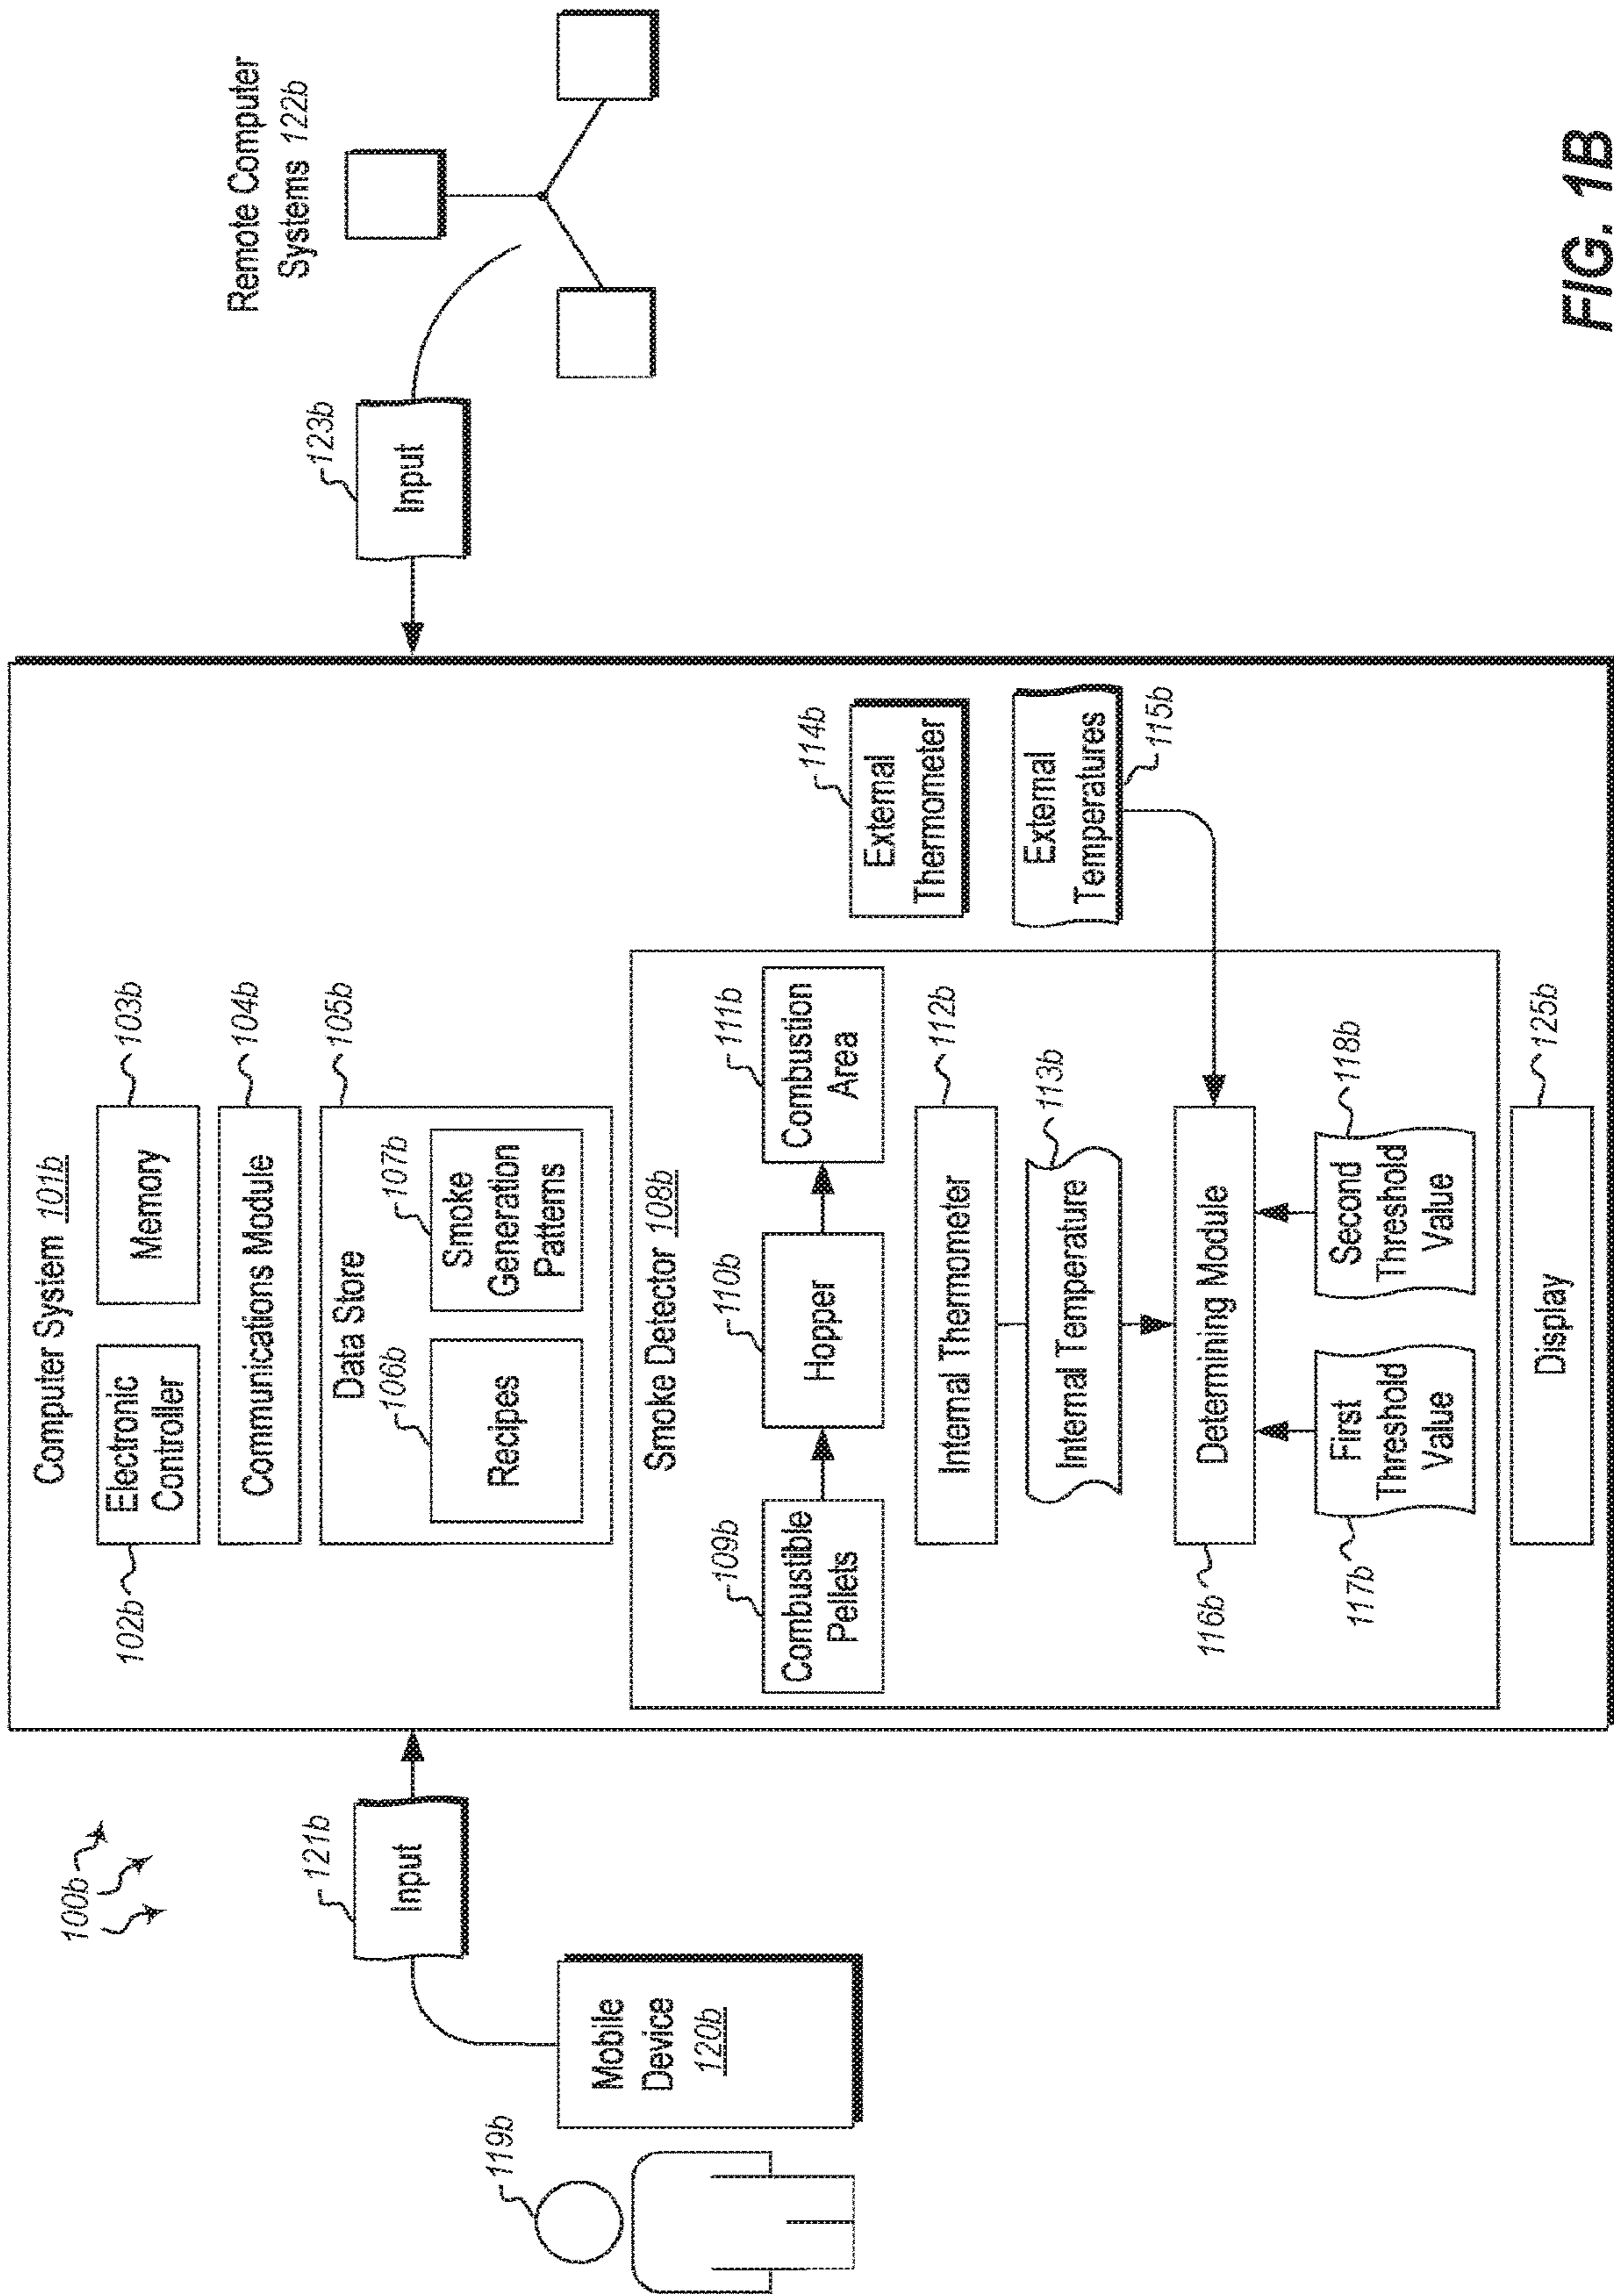 100b
Computer System 101b
Electronic
Controller
102b
Memory
103b
Communications Module
104b
Data Store
105b
106b
Recipes
107b
Smoke
Generation
Patterns
Smoke Detector 108b
109b
Combustible
Pellets
110b
Hopper
111b
Combustion
Area
Internal Thermometer
112b
Internal Temperature
113b
External
Thermometer
114b
External
Temperatures
115b
Determining Module
116b
First
Threshold
Value
117b
Second
Threshold
Value
118b
Display
125b
119b
Mobile
Device
120b
121b
Input
123b
Input
Remote Computer
Systems 122b
FIG. 1B